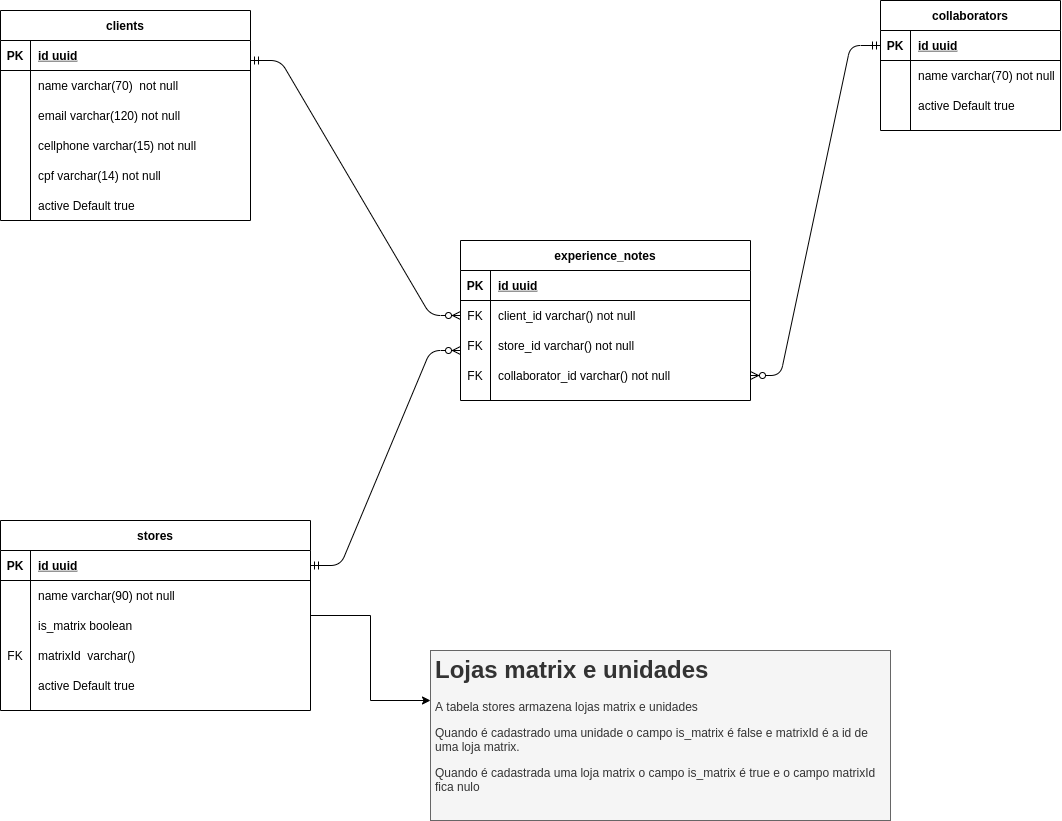 clients
PK id uuid
name varchar(70)  not null
email varchar(120) not null
cellphone varchar(15) not null
cpf varchar(14) not null
active Default true
collaborators
PK id uuid
name varchar(70) not null
active Default true
experience_notes
PK id uuid
FK client_id varchar() not null
FK store_id varchar() not null
FK collaborator_id varchar() not null
stores
PK id uuid
name varchar(90) not null
is_matrix boolean
FK matrixId  varchar()
active Default true
Lojas matrix e unidades
A tabela stores armazena lojas matrix e unidades
Quando é cadastrado uma unidade o campo is_matrix é false e matrixId é a id de
uma loja matrix.
Quando é cadastrada uma loja matrix o campo is_matrix é true e o campo matrixId
fica nulo